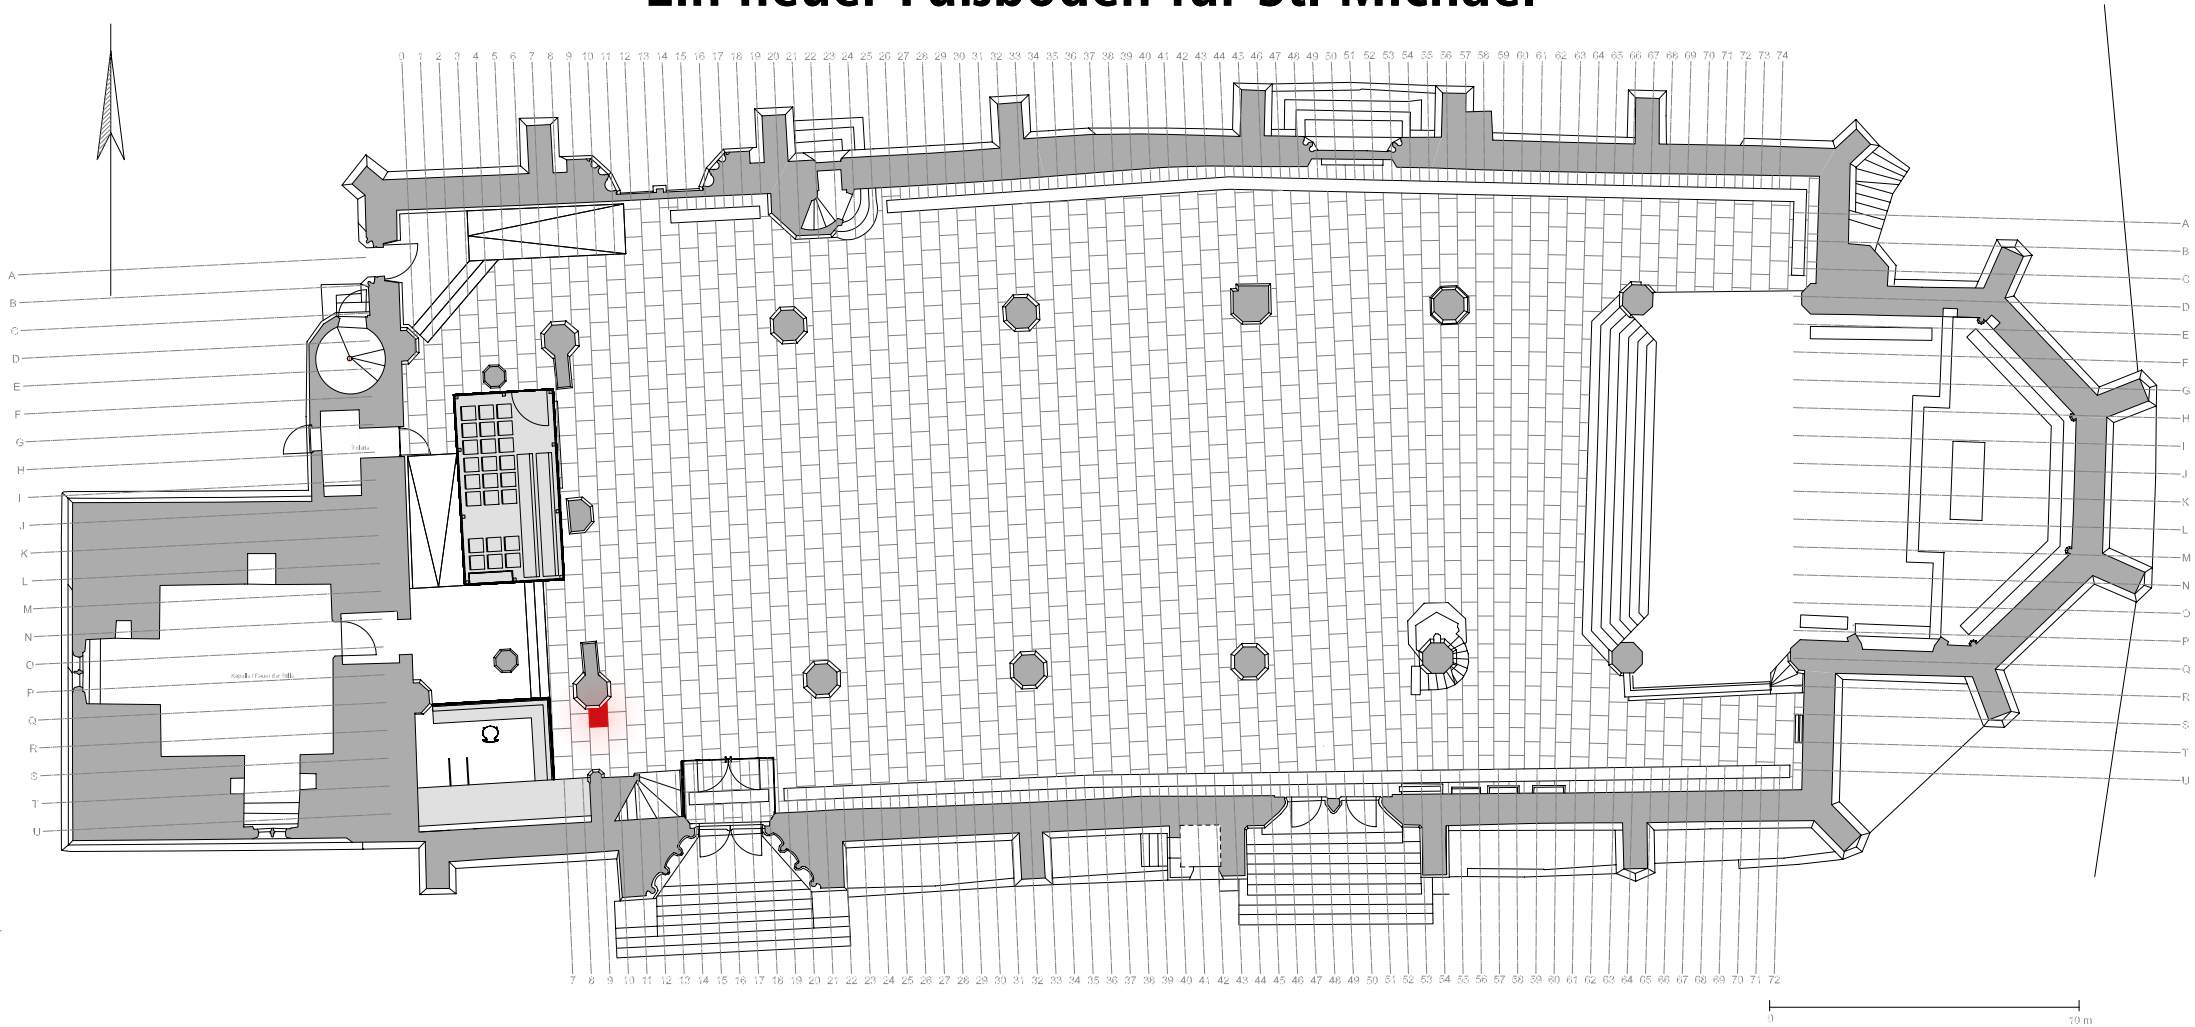 Ein neuer Fußboden für St. Michael
0 1 2 3 4 5 6 7 8 9 10 11 12 13 14 15 16 17 18 19 20 21 22 23 24 25 26 27 28 29 30 31 32 33 34 35 36 37 38 39 40 41 42 43 44 45 46 47 48 49 50 51 52 53 54 55 56 57 58 59 60 61 62 63 64 65 66 67 68 69 70 71 72 73 74
A
B
C
D
E
F
G
H
I
J
K
L
M
N
O
P
Q
R
S
T
U
A
B
C
D
E
F
G
H
I
J
K
L
M
N
O
P
Q
R
S
T
U
7 8 9 10 11 12 13 14 15 16 17 18 19 20 21 22 23 24 25 26 27 28 29 30 31 32 33 34 35 36 37 38 39 40 41 42 43 44 45 46 47 48 49 50 51 52 53 54 55 56 57 58 59 60 61 62 63 64 65 66 67 68 69 70 71 72
0 10 m